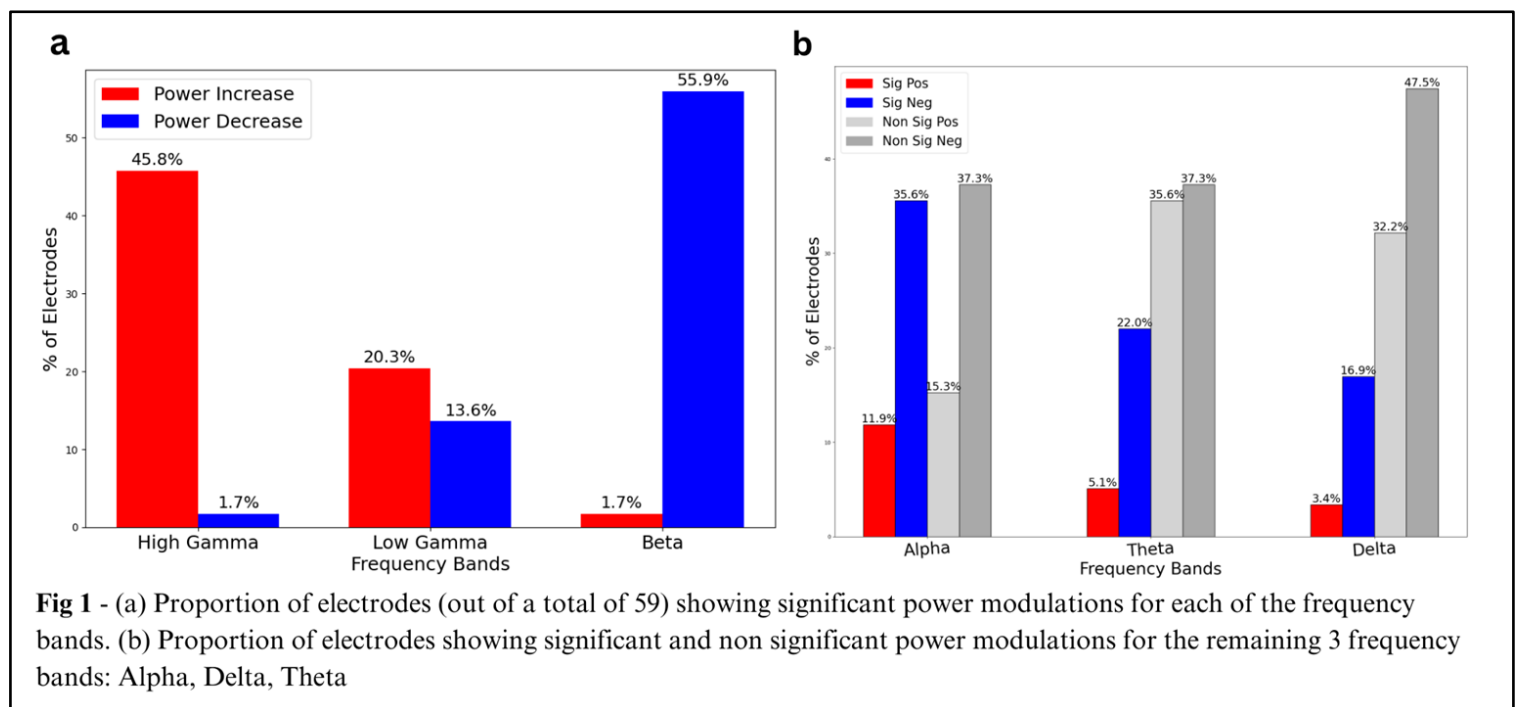 a
Power Increase
Power Decrease
45.8%
1.7%
20.3%
13.6%
1.7%
55.9%
50
40
30
20
10
0
% of Electrodes
High Gamma
Low Gamma
Beta
Frequency Bands
b
Sig Pos
Sig Neg
Non Sig Pos
Non Sig Neg
11.9%
35.6%
15.3%
37.3%
5.1%
22.0%
35.6%
37.3%
3.4%
16.9%
32.2%
47.5%
40
30
20
10
0
% of Electrodes
Alpha
Theta
Delta
Frequency Bands
Fig 1 - (a) Proportion of electrodes (out of a total of 59) showing significant power modulations for each of the frequency
bands. (b) Proportion of electrodes showing significant and non significant power modulations for the remaining 3 frequency
bands: Alpha, Delta, Theta